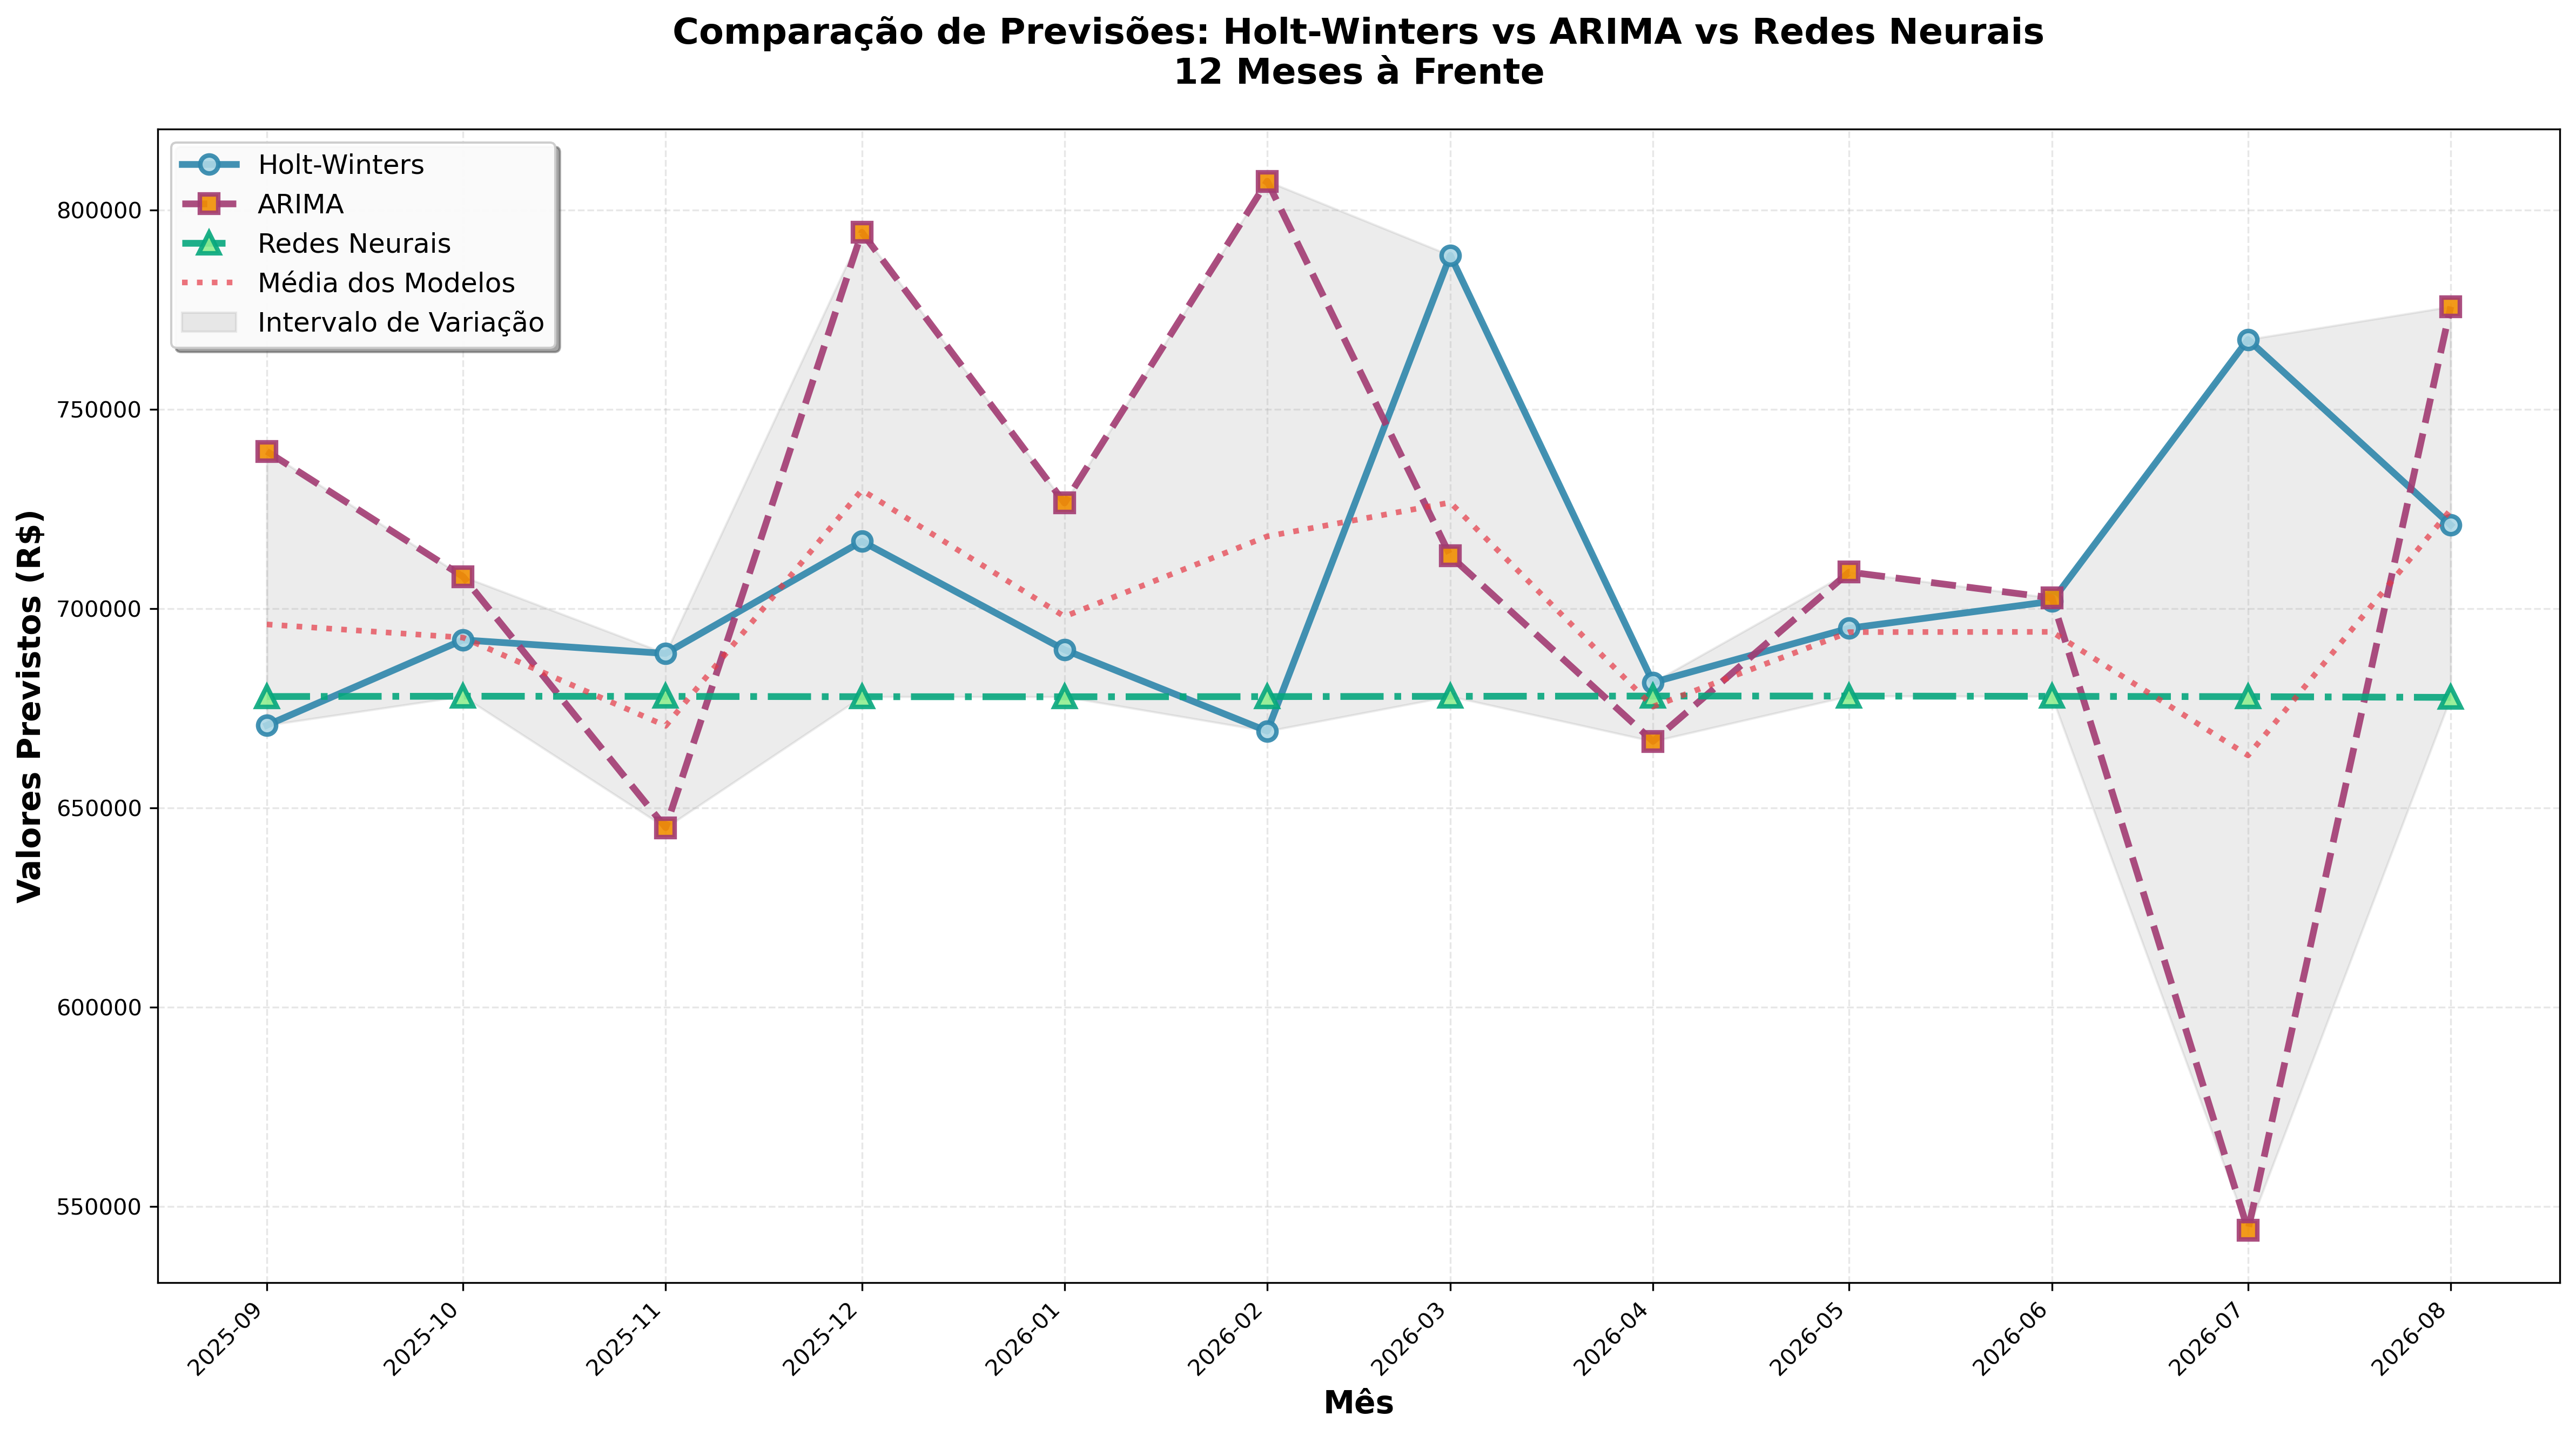 Comparação de Previsões: Holt-Winters vs ARIMA vs Redes Neurais
12 Meses à Frente
Holt-Winters
ARIMA
Redes Neurais
Média dos Modelos
Intervalo de Variação
Valores Previstos (R$)
800000
750000
700000
650000
600000
550000
2025-09
2025-10
2025-11
2025-12
2026-01
2026-02
2026-03
2026-04
2026-05
2026-06
2026-07
2026-08
Mês